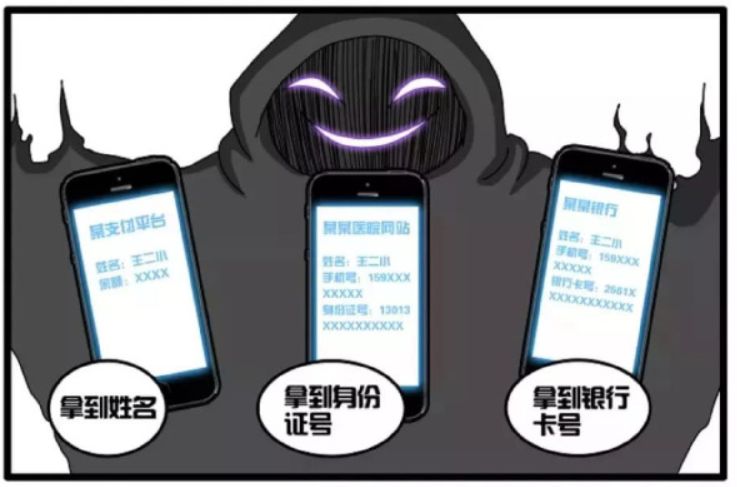 某支付平台
姓名：王二小
余额：XXXX
某某医院网站
姓名：王二小
手机号：159XXX
XXXXX
身份证号：13013
XXXXXXXXXX
某某银行
姓名：王二小
手机号：159XXX
XXXXX
银行卡号：2561X
XXXXXXXXXXX
拿到姓名
拿到身份
证号
拿到银行
卡号